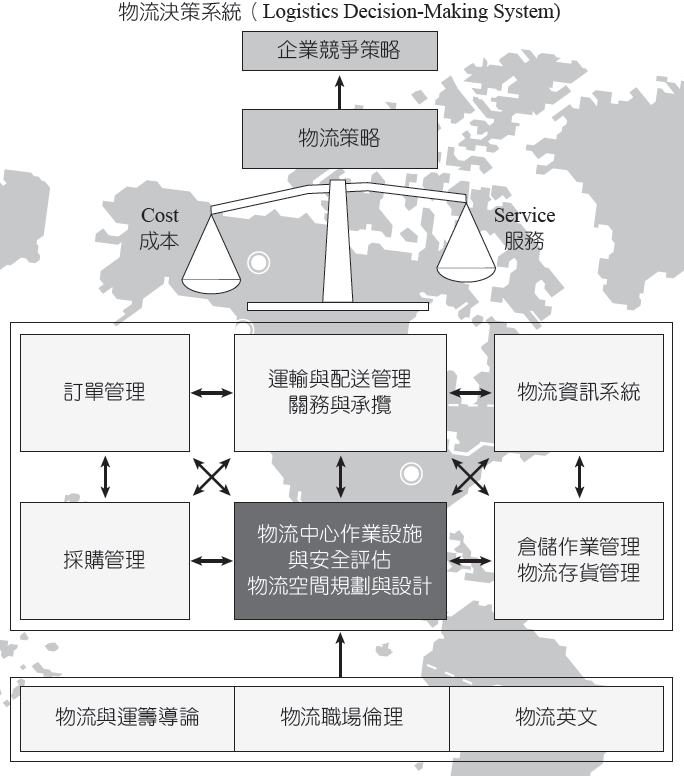 物流決策系統（Logistics Decision-Making System)
企業競爭策略
物流策略
Cost
成本
Service
服務
訂單管理
運輸與配送管理
關務與承攬
物流資訊系統
採購管理
物流中心作業設施
與安全評估
物流空間規劃與設計
倉儲作業管理
物流存貨管理
物流與運籌導論
物流職場倫理
物流英文